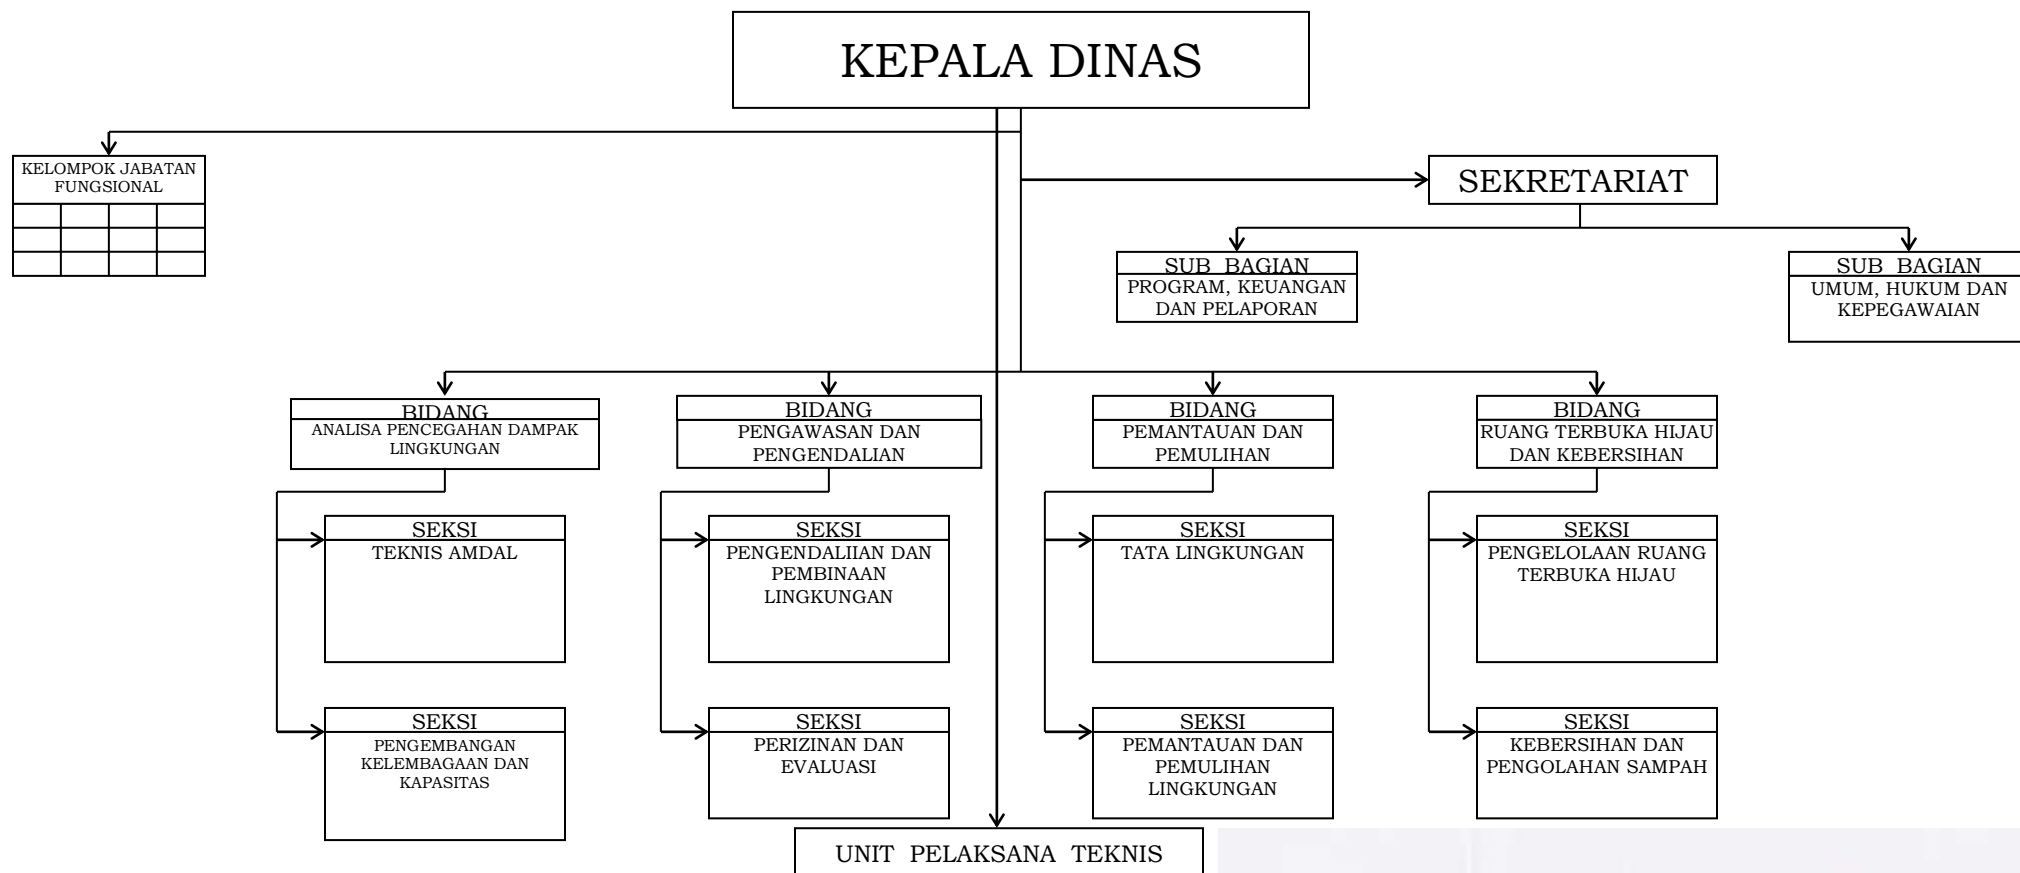 KEPALA DINAS
KELOMPOK JABATAN
FUNGSIONAL
SEKRETARIAT
SUB BAGIAN
PROGRAM, KEUANGAN
DAN PELAPORAN
SUB BAGIAN
UMUM, HUKUM DAN
KEPEGAWAIAN
BIDANG
ANALISA PENCEGAHAN DAMPAK
LINGKUNGAN
BIDANG
PENGAWASAN DAN
PENGENDALIAN
BIDANG
PEMANTAUAN DAN
PEMULIHAN
BIDANG
RUANG TERBUKA HIJAU
DAN KEBERSIHAN
SEKSI
TEKNIS AMDAL
SEKSI
PENGENDALIIAN DAN
PEMBINAAN
LINGKUNGAN
SEKSI
TATA LINGKUNGAN
SEKSI
PENGELOLAAN RUANG
TERBUKA HIJAU
SEKSI
PENGEMBANGAN
KELEMBAGAAN DAN
KAPASITAS
SEKSI
PERIZINAN DAN
EVALUASI
SEKSI
PEMANTAUAN DAN
PEMULIHAN
LINGKUNGAN
SEKSI
KEBERSIHAN DAN
PENGOLAHAN SAMPAH
UNIT PELAKSANA TEKNIS